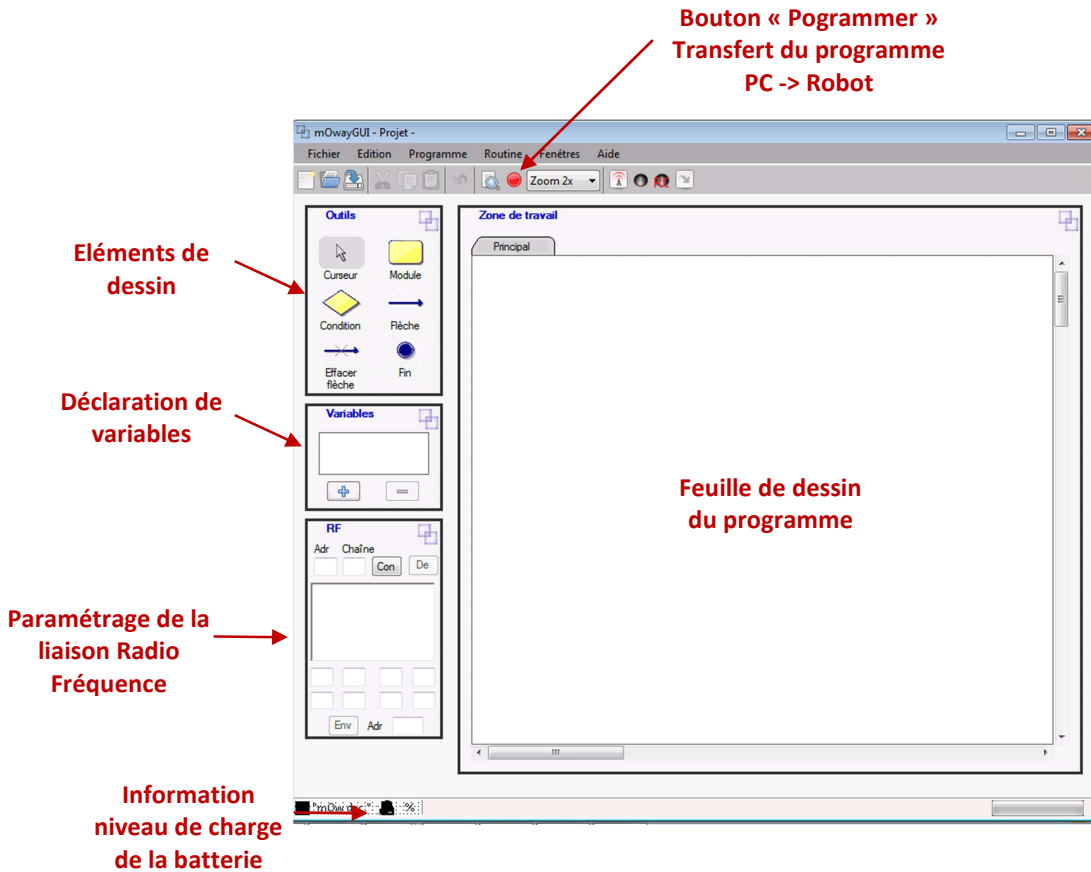 Bouton « Pogrammer »
Transfert du programme
PC -> Robot
mOwayGUI - Projet -
Fichier Edition Programme Routine Fenêtres Aide
Zoom 2x
Outils
Curseur Module
Condition Flèche
Effacer flèche Fin
Variables
RF
Adr Chaîne
Con De
Env Adr
Zone de travail
Principal
Eléments de
dessin
Déclaration de
variables
Feuille de dessin
du programme
Paramétrage de la
liaison Radio
Fréquence
Information
niveau de charge
de la batterie
%